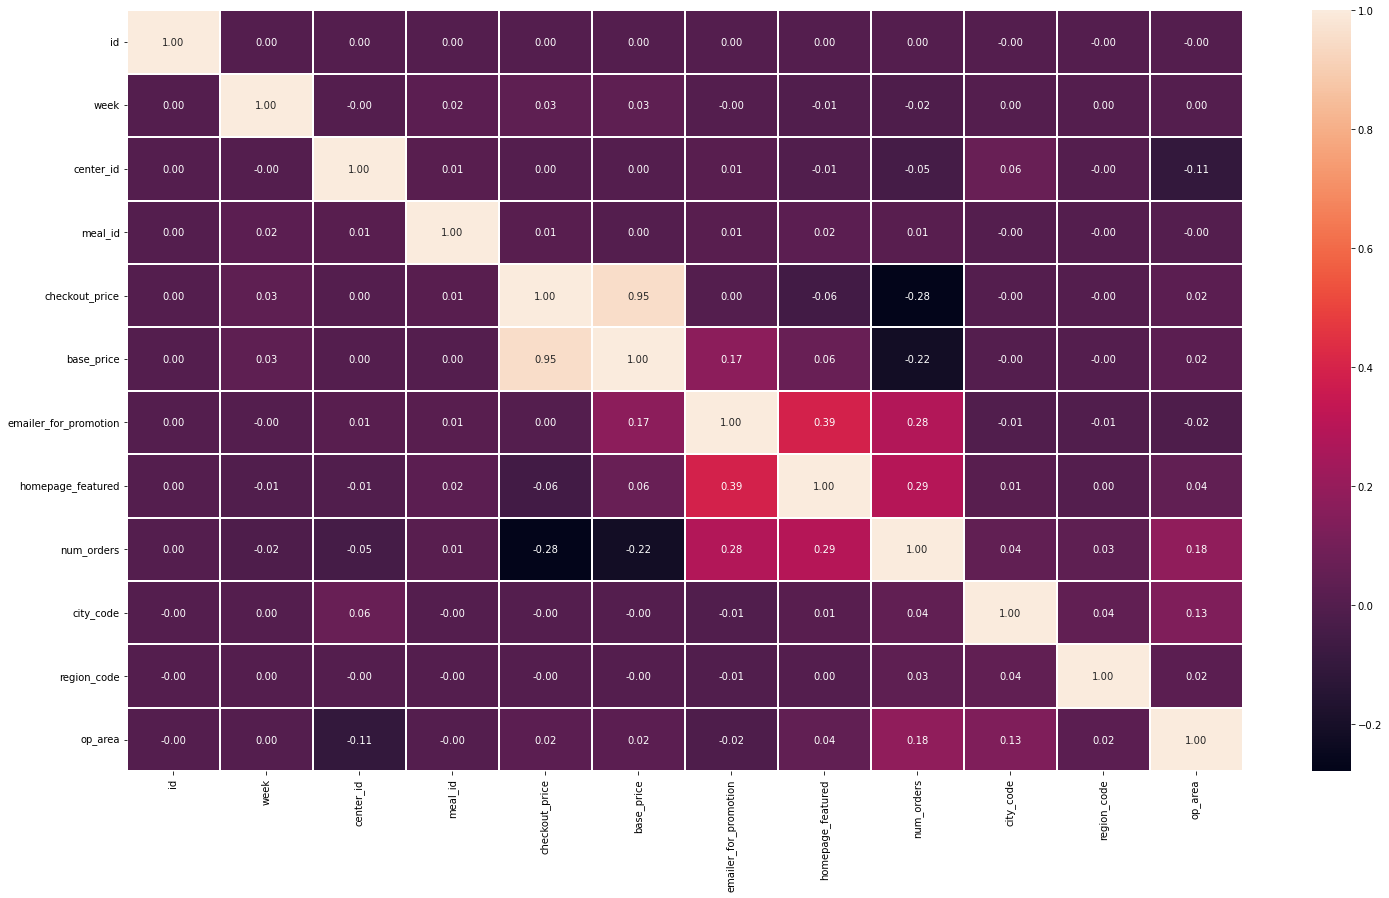 id 1.00 0.00 0.00 0.00 0.00 0.00 0.00 0.00 0.00 -0.00 -0.00 -0.00
week 0.00 1.00 -0.00 0.02 0.03 0.03 -0.00 -0.01 -0.02 0.00 0.00 0.00
center_id 0.00 -0.00 1.00 0.01 0.00 0.00 0.01 -0.01 -0.05 0.06 -0.00 -0.11
meal_id 0.00 0.02 0.01 1.00 0.01 0.00 0.01 0.02 0.01 -0.00 -0.00 -0.00
checkout_price 0.00 0.03 0.00 0.01 1.00 0.95 0.00 -0.06 -0.28 -0.00 -0.00 0.02
base_price 0.00 0.03 0.00 0.00 0.95 1.00 0.17 0.06 -0.22 -0.00 -0.00 0.02
emailer_for_promotion 0.00 -0.00 0.01 0.01 0.00 0.17 1.00 0.39 0.28 -0.01 -0.01 -0.02
homepage_featured 0.00 -0.01 -0.01 0.02 -0.06 0.06 0.39 1.00 0.29 0.01 0.00 0.04
num_orders 0.00 -0.02 -0.05 0.01 -0.28 -0.22 0.28 0.29 1.00 0.04 0.03 0.18
city_code -0.00 0.00 0.06 -0.00 -0.00 -0.00 -0.01 0.01 0.04 1.00 0.04 0.13
region_code -0.00 0.00 -0.00 -0.00 -0.00 -0.00 -0.01 0.00 0.03 0.04 1.00 0.02
op_area -0.00 0.00 -0.11 -0.00 0.02 0.02 -0.02 0.04 0.18 0.13 0.02 1.00
id week center_id meal_id checkout_price base_price emailer_for_promotion homepage_featured num_orders city_code region_code op_area
1.0
0.8
0.6
0.4
0.2
0.0
−0.2